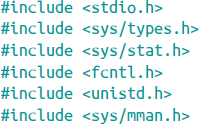 #include <stdio.h>
#include <sys/types.h>
#include <sys/stat.h>
#include <fcntl.h>
#include <unistd.h>
#include <sys/mman.h>